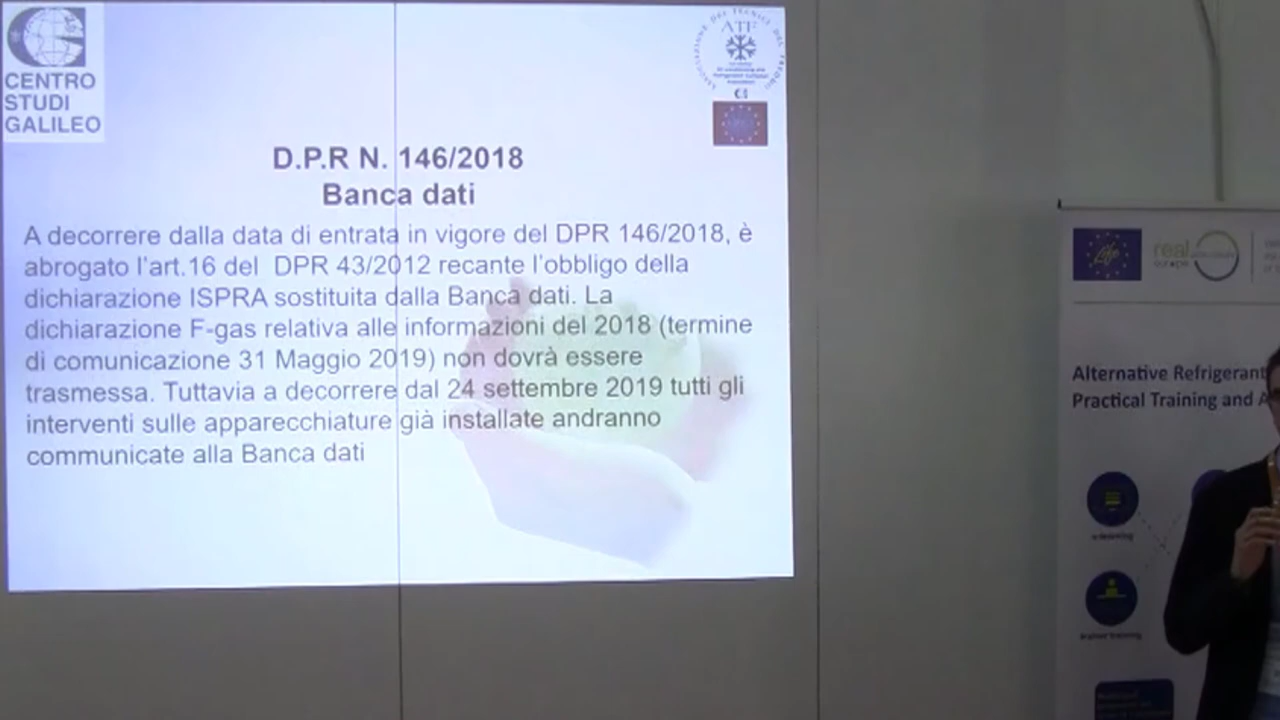 CENTRO
STUDI
GALILEO
ATF
D.P.R N. 146/2018
Banca dati
A decorrere dalla data di entrata in vigore del DPR 146/2018, è
abrogato l'art.16 del DPR 43/2012 recante l'obbligo della
dichiarazione ISPRA sostituita dalla Banca dati. La
dichiarazione F-gas relativa alle informazioni del 2018 (termine
di comunicazione 31 Maggio 2019) non dovrà essere
trasmessa. Tuttavia a decorrere dal 24 settembre 2019 tutti gli
interventi sulle apparecchiature già installate andranno
communicate alla Banca dati
real
Alternative Refrigerant
Practical Training and A
e-learning